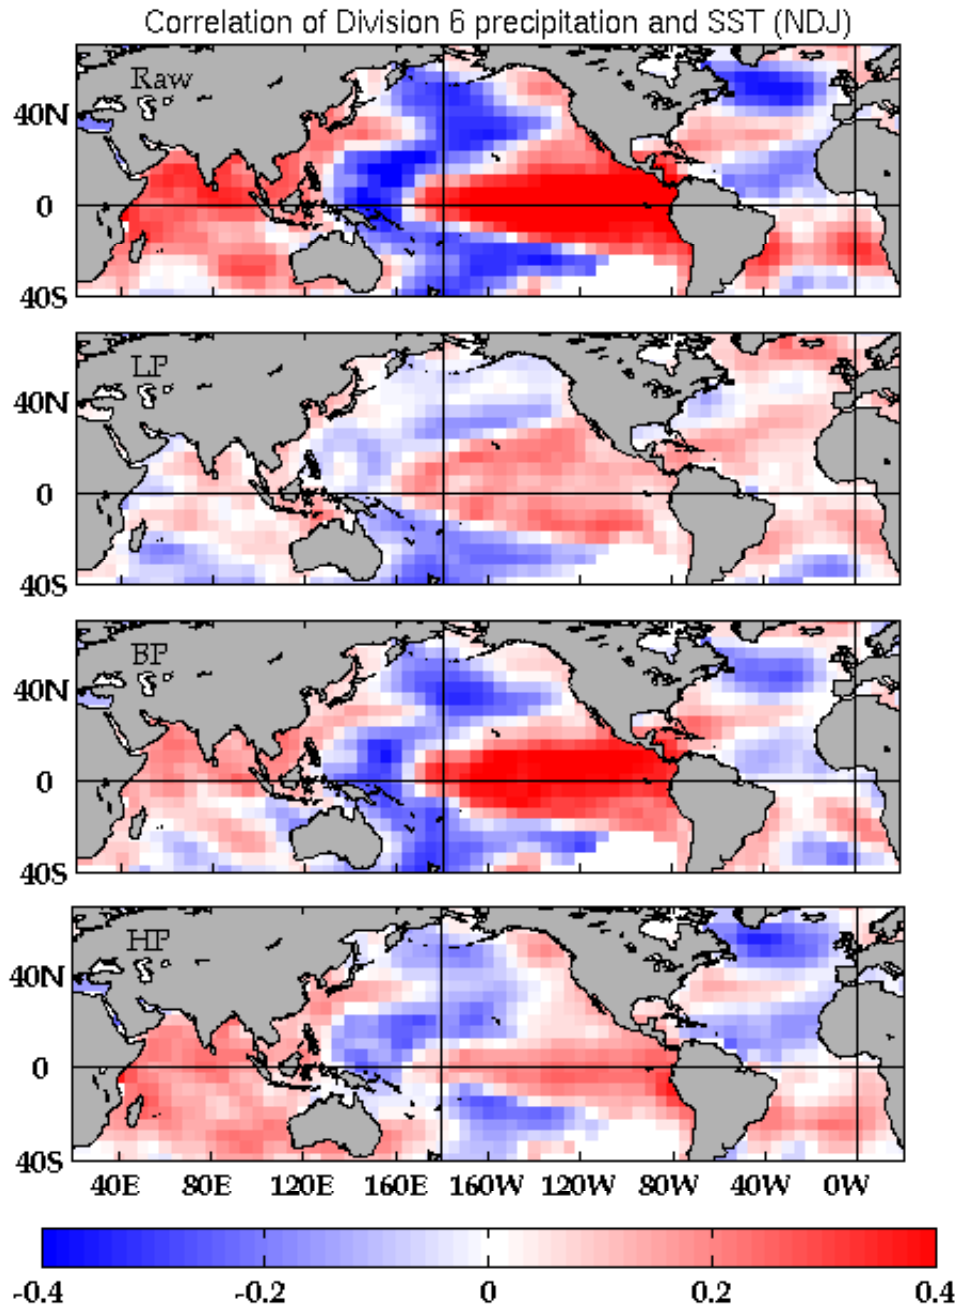 Correlation of Division 6 precipitation and SST (NDJ)
Raw
40N
0
40S
LP
40N
0
40S
BP
40N
0
40S
HP
40N
0
40S
40E 80E 120E 160E 160W 120W 80W 40W 0W
-0.4 -0.2 0 0.2 0.4